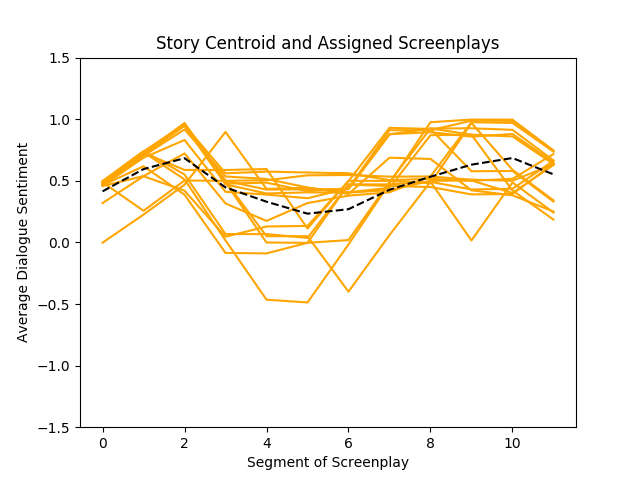 Story Centroid and Assigned Screenplays
1.5
1.0
0.5
0.0
−0.5
−1.0
−1.5
Average Dialogue Sentiment
0 2 4 6 8 10
Segment of Screenplay